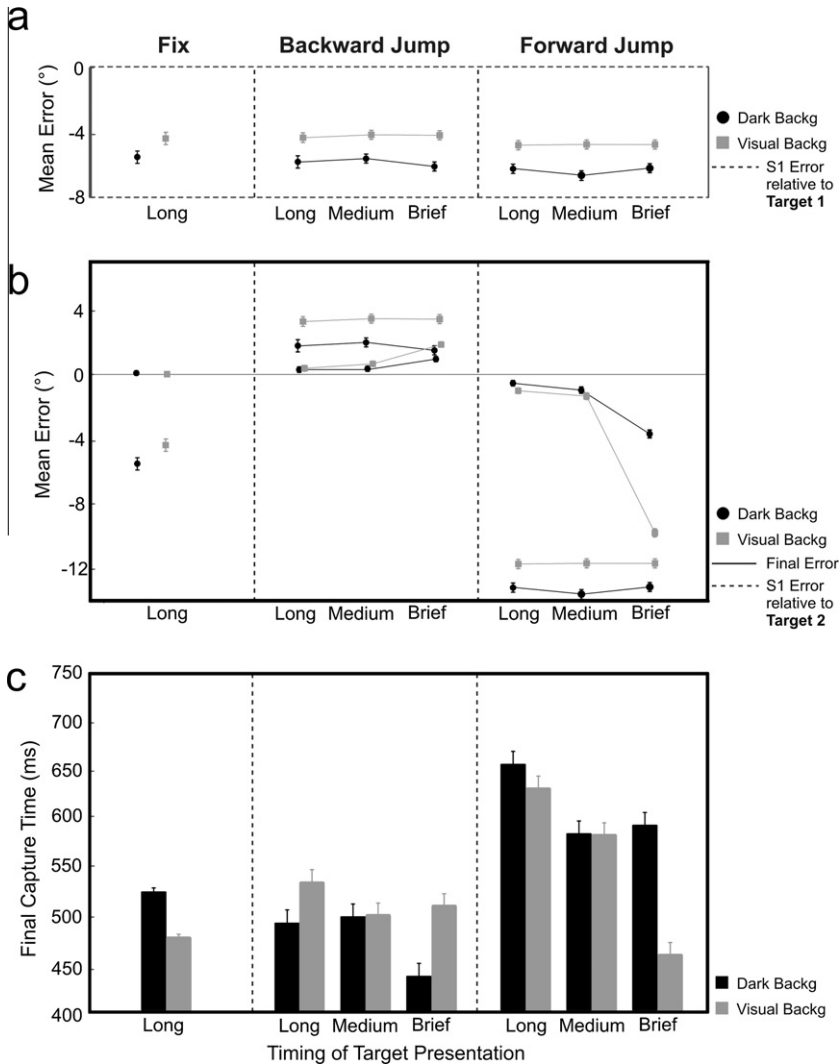 a
Fix Backward Jump Forward Jump
Mean Error (°)
0
-4
-8
Long Long Medium Brief Long Medium Brief
Dark Backg
Visual Backg
S1 Error
relative to
Target 1
b
Mean Error (°)
4
0
-4
-8
-12
Long Long Medium Brief Long Medium Brief
Dark Backg
Visual Backg
Final Error
S1 Error
relative to
Target 2
c
Final Capture Time (ms)
750
700
650
600
550
500
450
400
Long Long Medium Brief Long Medium Brief
Dark Backg
Visual Backg
Timing of Target Presentation